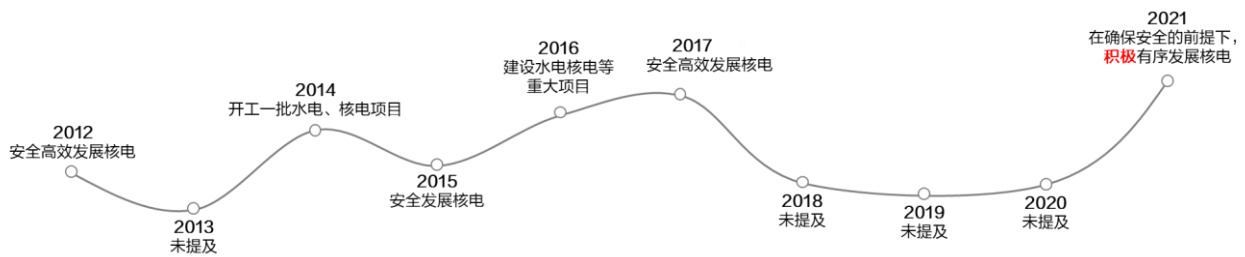 2012
安全高效发展核电
2013
未提及
2014
开工一批水电、核电项目
2015
安全发展核电
2016
建设水电核电等
重大项目
2017
安全高效发展核电
2018
未提及
2019
未提及
2020
未提及
2021
在确保安全的前提下，
积极有序发展核电